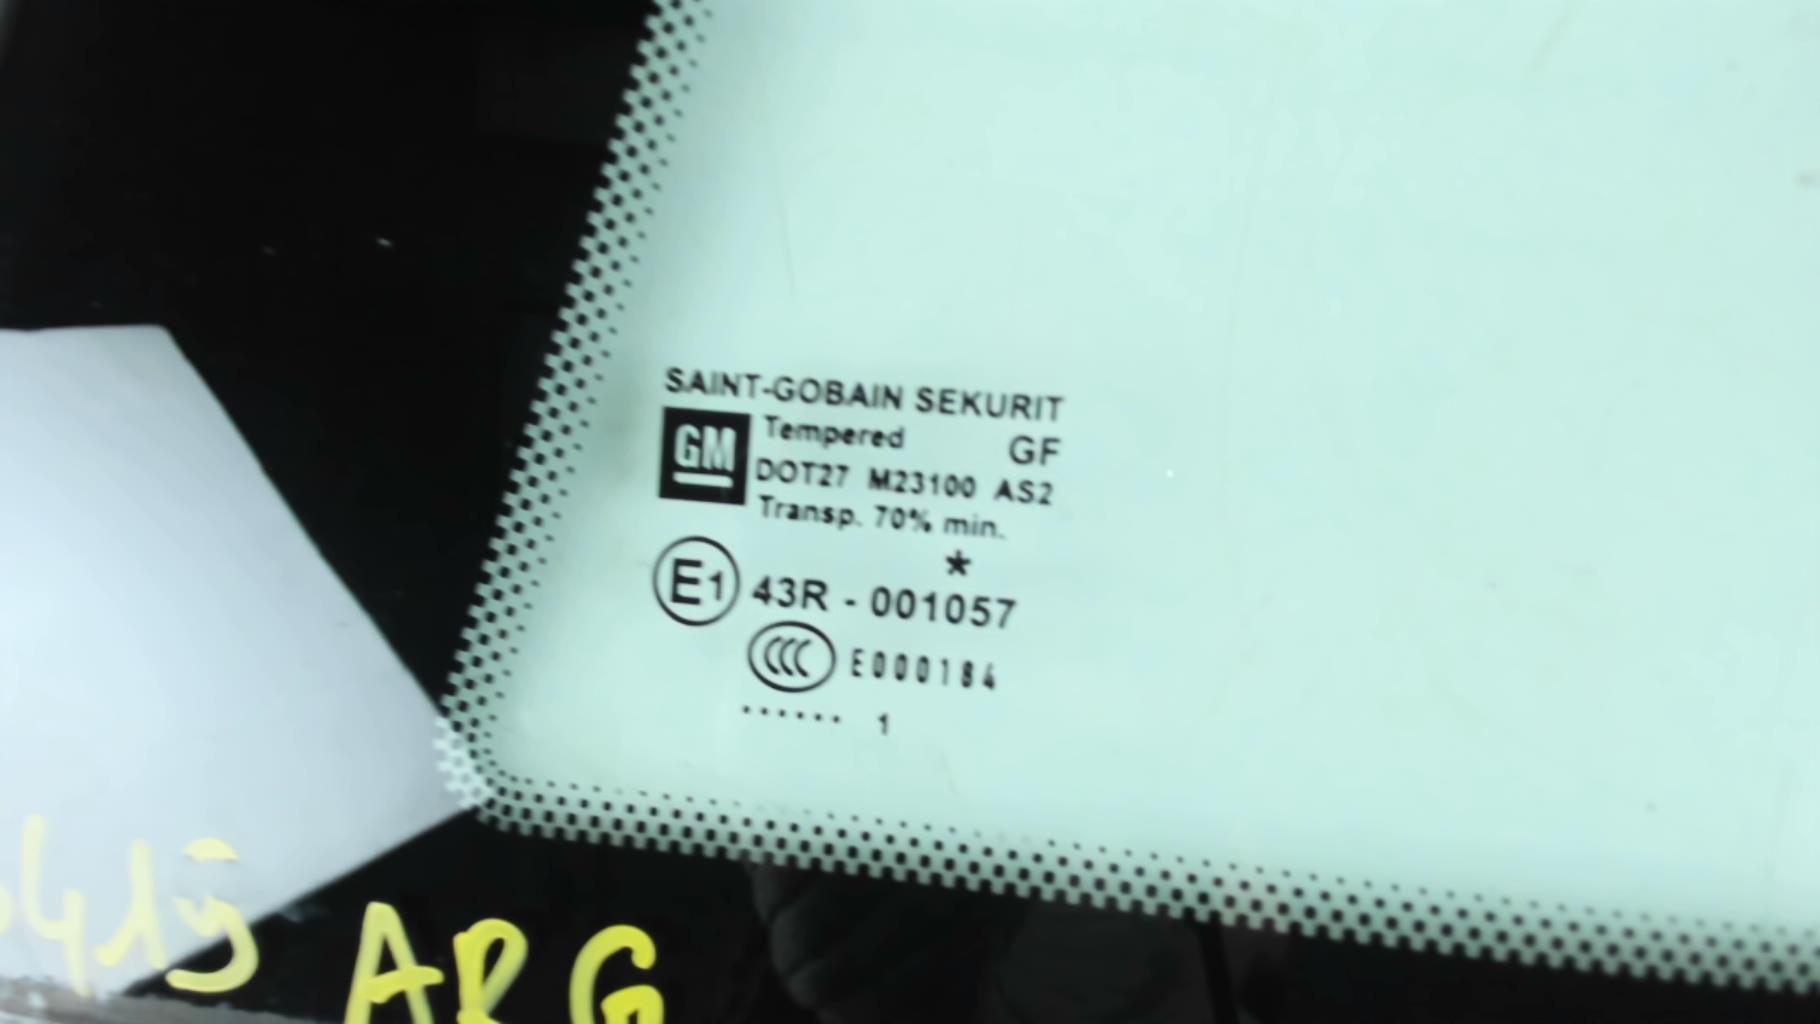 SAINT-GOBAIN SEKURIT
GM
Tempered GF
DOT27 M23100 AS2
Transp. 70% min.
*
E1 43R - 001057
CCC E000184
...... 1
ARG